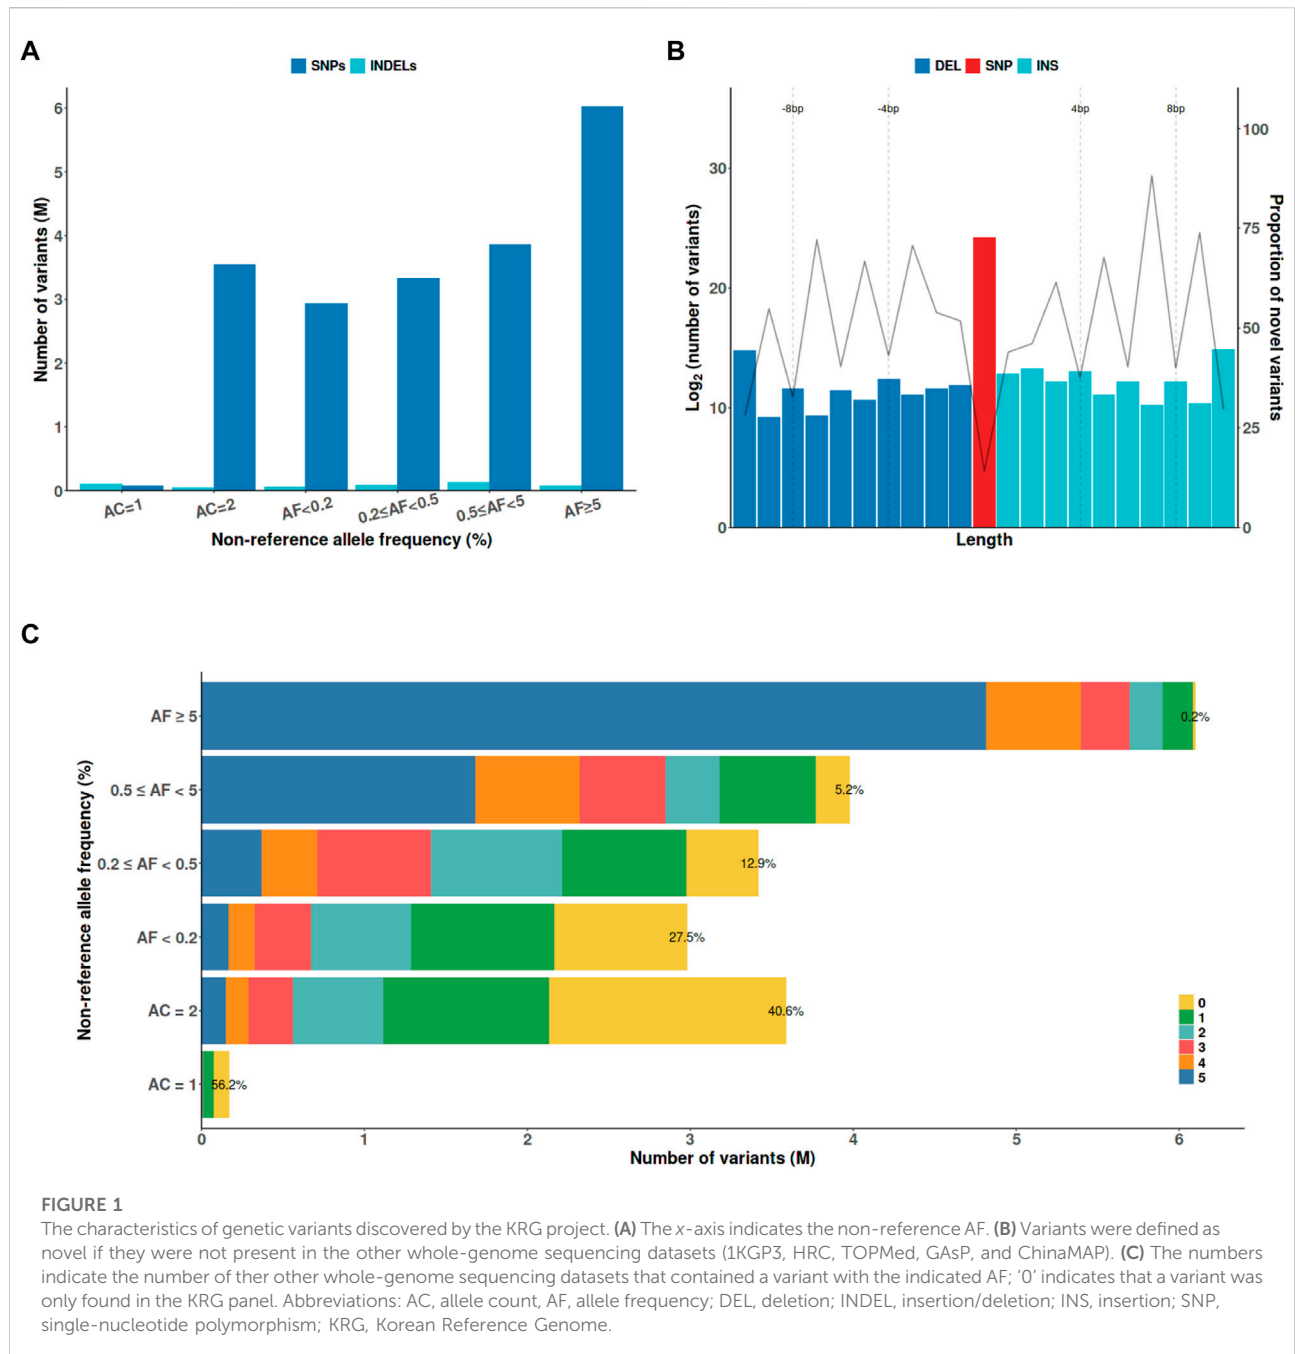 A
SNPs INDELs
Number of variants (M)
6
5
4
3
2
1
0
AC=1 AC=2 AF<0.2 0.2≤AF<0.5 0.5≤AF<5 AF≥5
Non-reference allele frequency (%)
B
DEL SNP INS
-8bp -4bp 4bp 8bp
Log2 (number of variants)
30
20
10
0
Proportion of novel variants
100
75
50
25
0
Length
C
Non-reference allele frequency (%)
AF ≥ 5 0.2%
0.5 ≤ AF < 5 5.2%
0.2 ≤ AF < 0.5 12.9%
AF < 0.2 27.5%
AC = 2 40.6%
AC = 1 56.2%
0
1
2
3
4
5
0 1 2 3 4 5 6
Number of variants (M)
FIGURE 1
The characteristics of genetic variants discovered by the KRG project. (A) The x-axis indicates the non-reference AF. (B) Variants were defined as
novel if they were not present in the other whole-genome sequencing datasets (1KGP3, HRC, TOPMed, GAsP, and ChinaMAP). (C) The numbers
indicate the number of ther other whole-genome sequencing datasets that contained a variant with the indicated AF; ‘0’ indicates that a variant was
only found in the KRG panel. Abbreviations: AC, allele count, AF, allele frequency; DEL, deletion; INDEL, insertion/deletion; INS, insertion; SNP,
single-nucleotide polymorphism; KRG, Korean Reference Genome.